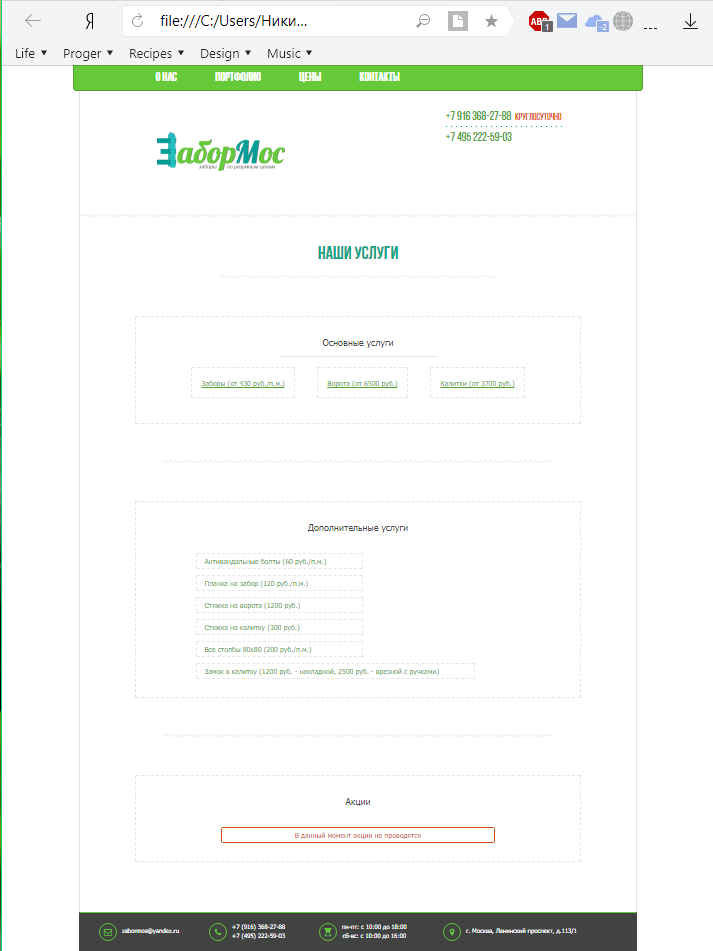 Я
file:///C:/Users/Ники...
ABP
1
-2
...
Life ▼ Proger ▼ Recipes ▼ Design ▼ Music ▼
О НАС ПОРТФОЛИО ЦЕНЫ КОНТАКТЫ
+7 916 368-27-88 КРУГЛОСУТОЧНО
+7 495 222-59-03
ЗаборМос
заборы по разумным ценам
НАШИ УСЛУГИ
Основные услуги
Заборы (от 430 руб./п.м.) Ворота (от 6500 руб.) Калитки (от 3700 руб.)
Дополнительные услуги
Антивандальные болты (60 руб./п.м.)
Планка на забор (120 руб./п.м.)
Стяжка на ворота (1200 руб.)
Стяжка на калитку (300 руб.)
Все столбы 80х80 (200 руб./п.м.)
Замок в калитку (1200 руб. - накладной, 2500 руб. - врезной с ручками)
Акции
В данный момент акции не проводятся
zabormos@yandex.ru
+7 (916) 368-27-88
+7 (495) 222-59-03
пн-пт: с 10:00 до 18:00
сб-вс: с 10:00 до 16:00
г. Москва, Ленинский проспект, д.113/1